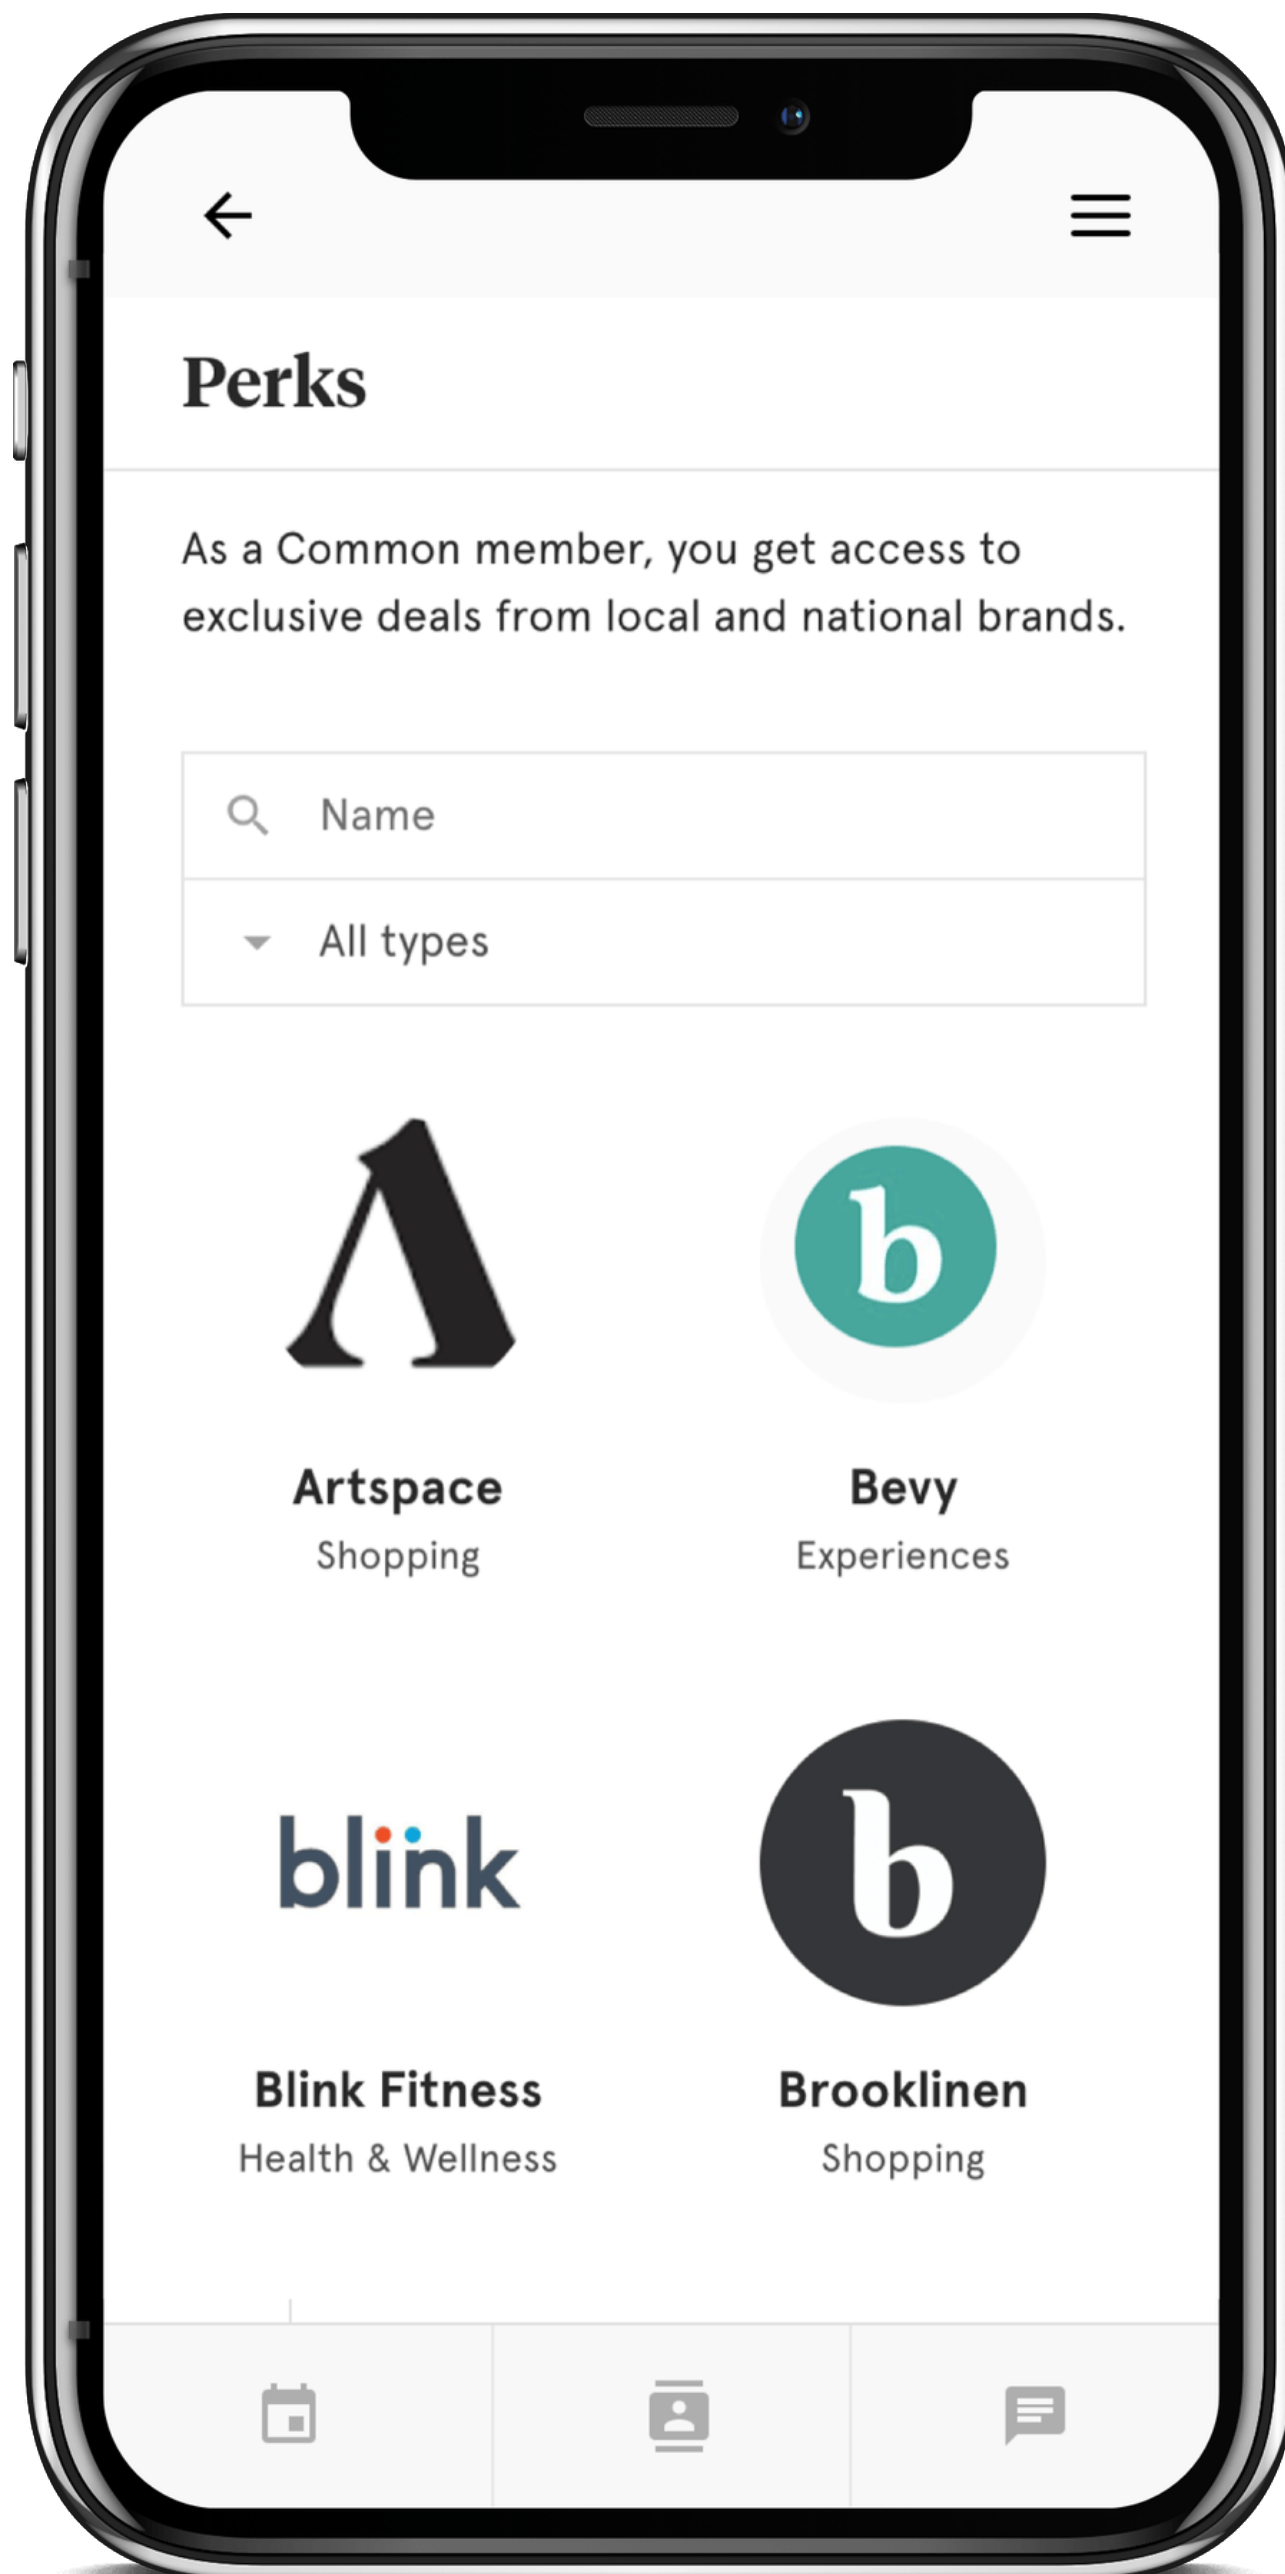 Perks
As a Common member, you get access to
exclusive deals from local and national brands.
Name
All types
b
Artspace
Bevy
Shopping
Experiences
blink
b
Blink Fitness
Brooklinen
Health & Wellness
Shopping